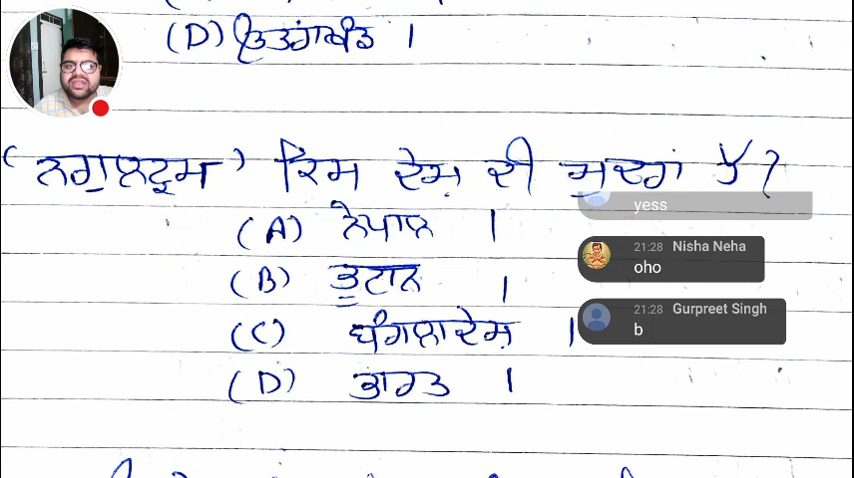 (D) ਉਤਰਾਖੰਡ ।
(ਨਗੁਲਟ੍ਰਮ) ਕਿਸ ਦੇਸ਼ ਦੀ ਮੁਦਰਾ ਹੈ?
(A) ਨੇਪਾਲ ।
(B) ਭੂਟਾਨ ।
(C) ਬੰਗਲਾਦੇਸ਼ ।
(D) ਭਾਰਤ ।
yess
21:28 Nisha Neha
oho
21:28 Gurpreet Singh
b